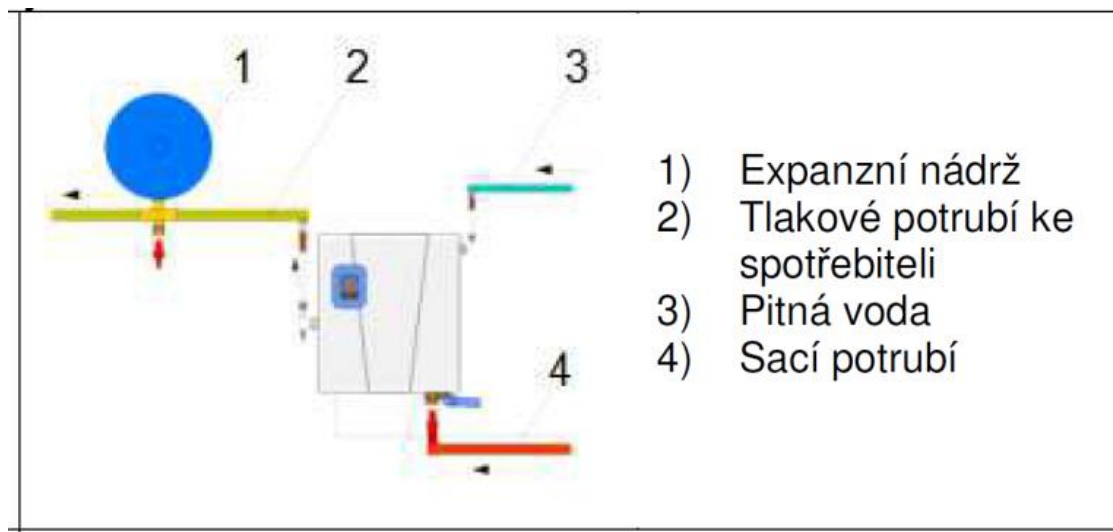 1
2
3
4
1) Expanzní nádrž
2) Tlakové potrubí ke
spotřebiteli
3) Pitná voda
4) Sací potrubí